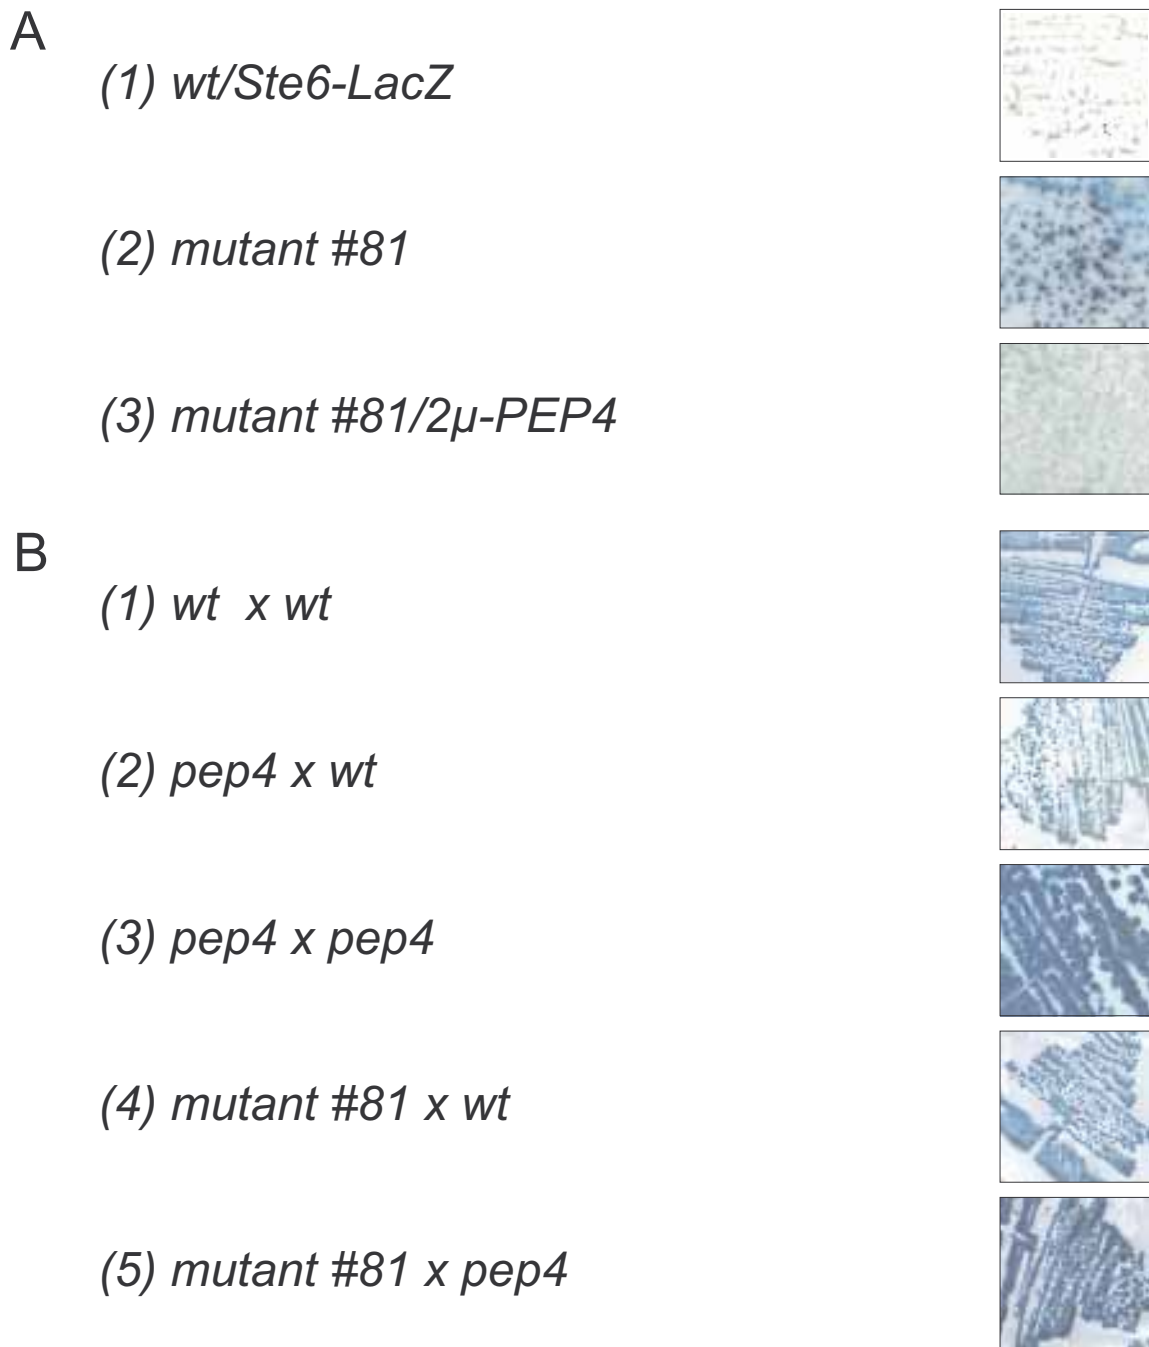 A
(1) wt/Ste6-LacZ
(2) mutant #81
(3) mutant #81/2μ-PEP4
B
(1) wt x wt
(2) pep4 x wt
(3) pep4 x pep4
(4) mutant #81 x wt
(5) mutant #81 x pep4